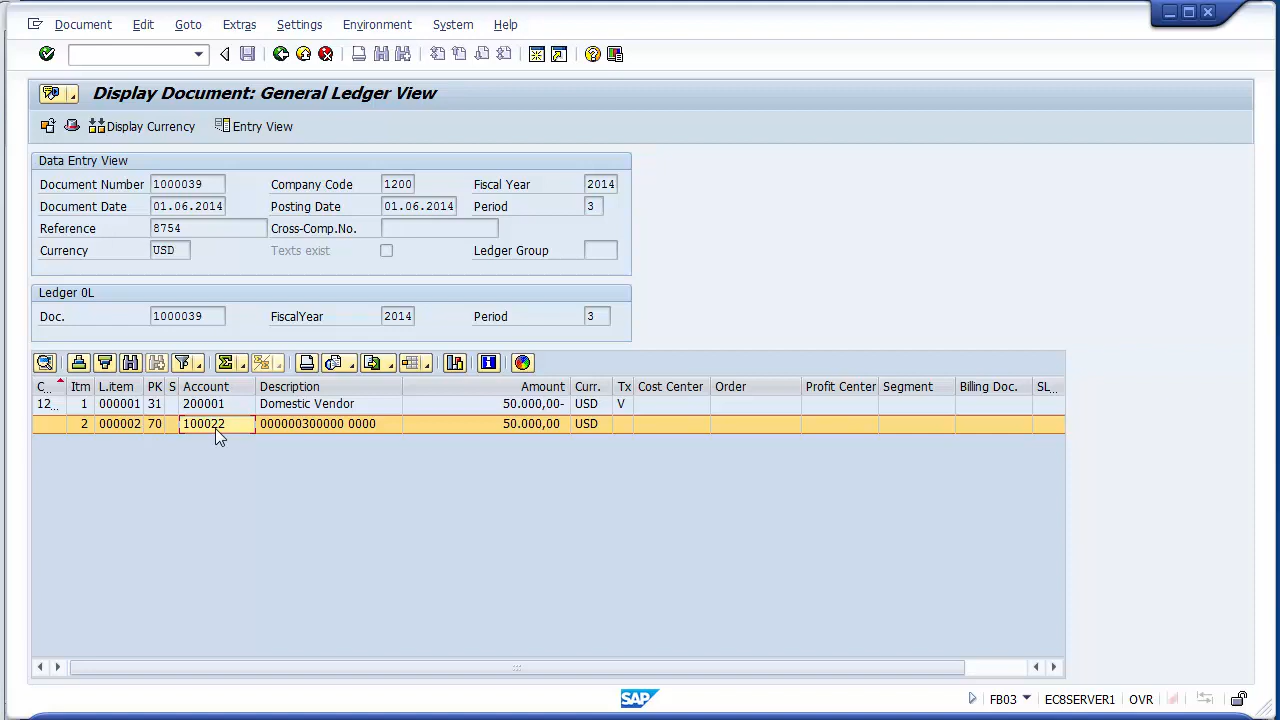 Document Edit Goto Extras Settings Environment System Help
Display Document: General Ledger View
Display Currency Entry View
Data Entry View
Document Number 1000039 Company Code 1200 Fiscal Year 2014
Document Date 01.06.2014 Posting Date 01.06.2014 Period 3
Reference 8754 Cross-Comp.No.
Currency USD Texts exist Ledger Group
Ledger 0L
Doc. 1000039 FiscalYear 2014 Period 3
C... Itm L.item PK S Account Description Amount Curr. Tx Cost Center Order Profit Center Segment Billing Doc. SL...
12... 1 000001 31 200001 Domestic Vendor 50.000,00- USD V
2 000002 70 100022 000000300000 0000 50.000,00 USD
SAP FB03 EC8SERVER1 OVR